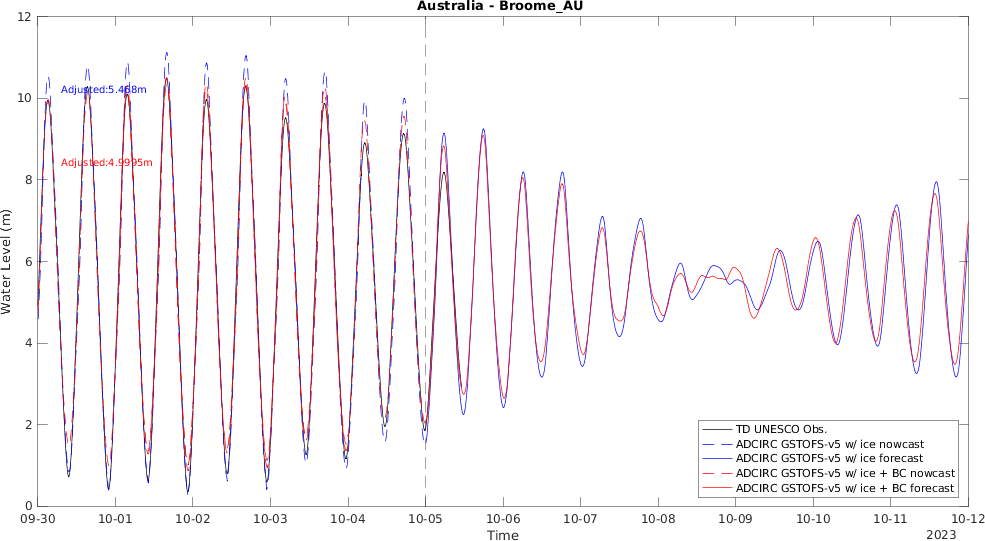 Australia - Broome_AU
12
10
8
6
4
2
0
Water Level (m)
Adjusted:5.468m
Adjusted:4.9995m
TD UNESCO Obs.
ADCIRC GSTOFS-v5 w/ ice nowcast
ADCIRC GSTOFS-v5 w/ ice forecast
ADCIRC GSTOFS-v5 w/ ice + BC nowcast
ADCIRC GSTOFS-v5 w/ ice + BC forecast
09-30 10-01 10-02 10-03 10-04 10-05 10-06 10-07 10-08 10-09 10-10 10-11 10-12
Time
2023